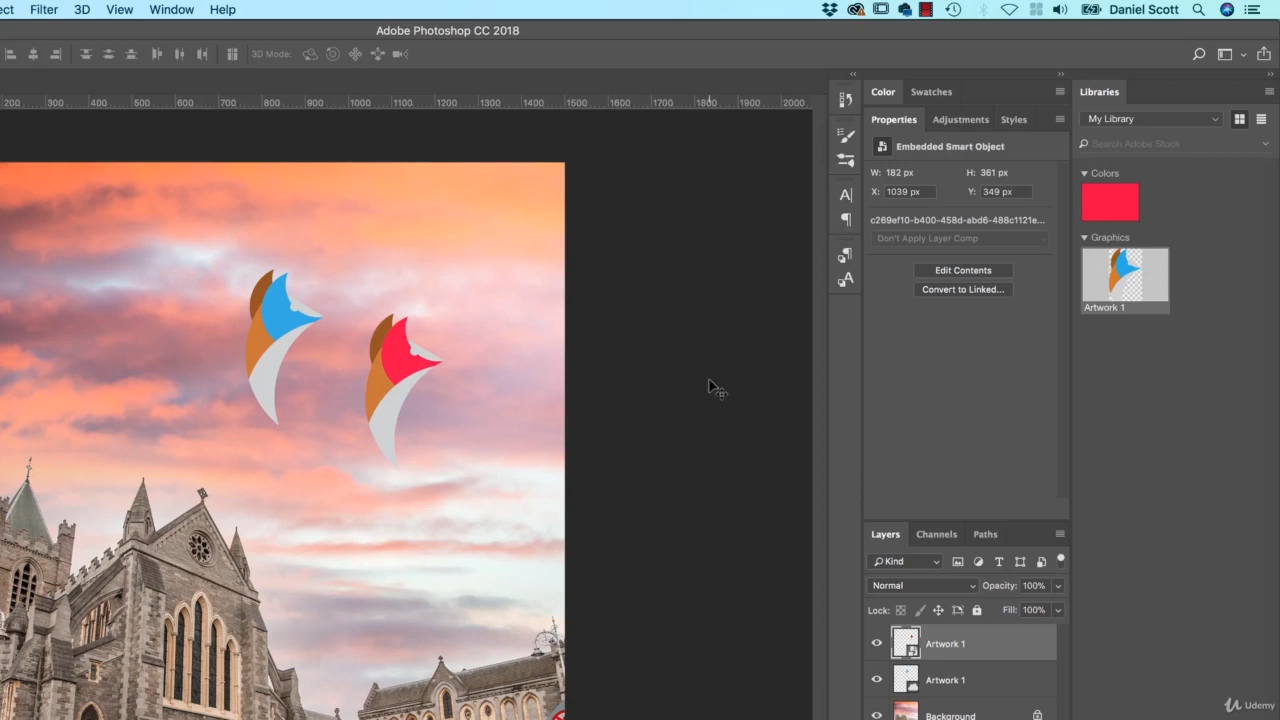 ect Filter 3D View Window Help Daniel Scott
Adobe Photoshop CC 2018
3D Mode:
200 300 400 500 600 700 800 900 1000 1100 1200 1300 1400 1500 1600 1700 1800 1900 2000
Color Swatches
Libraries
Properties Adjustments Styles
My Library
Embedded Smart Object
Search Adobe Stock
W: 182 px H: 361 px
X: 1039 px Y: 349 px
Colors
c269ef10-b400-458d-abd6-488c1121e...
Don't Apply Layer Comp
Graphics
Edit Contents
Convert to Linked...
Artwork 1
Layers Channels Paths
Kind
Normal Opacity: 100%
Lock: Fill: 100%
Artwork 1
Artwork 1
Background
Udemy